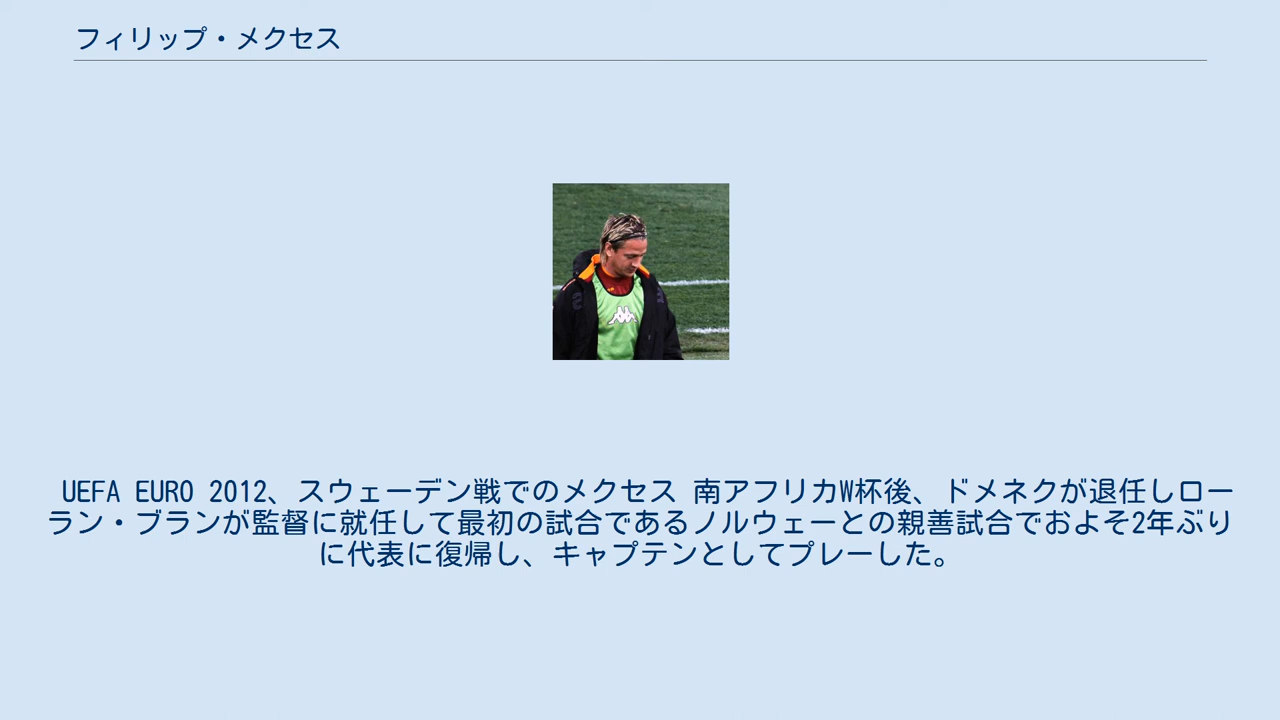 フィリップ・メクセス
UEFA EURO 2012、スウェーデン戦でのメクセス 南アフリカW杯後、ドメネクが退任しロー
ラン・ブランが監督に就任して最初の試合であるノルウェーとの親善試合でおよそ2年ぶり
に代表に復帰し、キャプテンとしてプレーした。